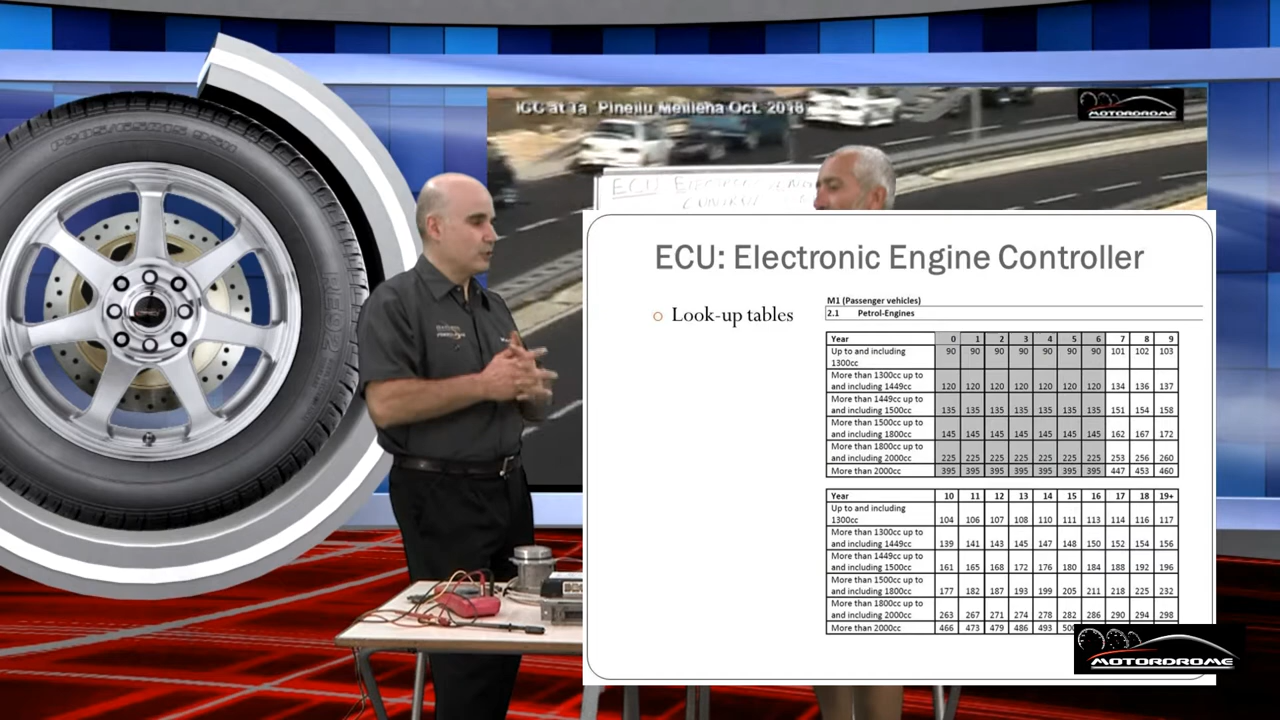 ICC at Ta' Pinellu Mellieha Oct. 2018
MOTORDROME
ECU
ECU: Electronic Engine Controller
Look-up tables
M1 (Passenger vehicles)
2.1 Petrol-Engines
Year 0 1 2 3 4 5 6 7 8 9
Up to and including
1300cc 90 90 90 90 90 90 90 101 102 103
More than 1300cc up to
and including 1449cc 120 120 120 120 120 120 120 134 136 137
More than 1449cc up to
and including 1500cc 135 135 135 135 135 135 135 151 154 158
More than 1500cc up to
and including 1800cc 145 145 145 145 145 145 145 162 167 172
More than 1800cc up to
and including 2000cc 225 225 225 225 225 225 225 253 256 260
More than 2000cc 395 395 395 395 395 395 395 447 453 460
Year 10 11 12 13 14 15 16 17 18 19+
Up to and including
1300cc 104 106 107 108 110 111 113 114 116 117
More than 1300cc up to
and including 1449cc 139 141 143 145 147 148 150 152 154 156
More than 1449cc up to
and including 1500cc 161 165 168 172 176 180 184 188 192 196
More than 1500cc up to
and including 1800cc 177 182 187 193 199 205 211 218 225 232
More than 1800cc up to
and including 2000cc 263 267 271 274 278 282 286 290 294 298
More than 2000cc 466 473 479 486 493
MOTORDROME